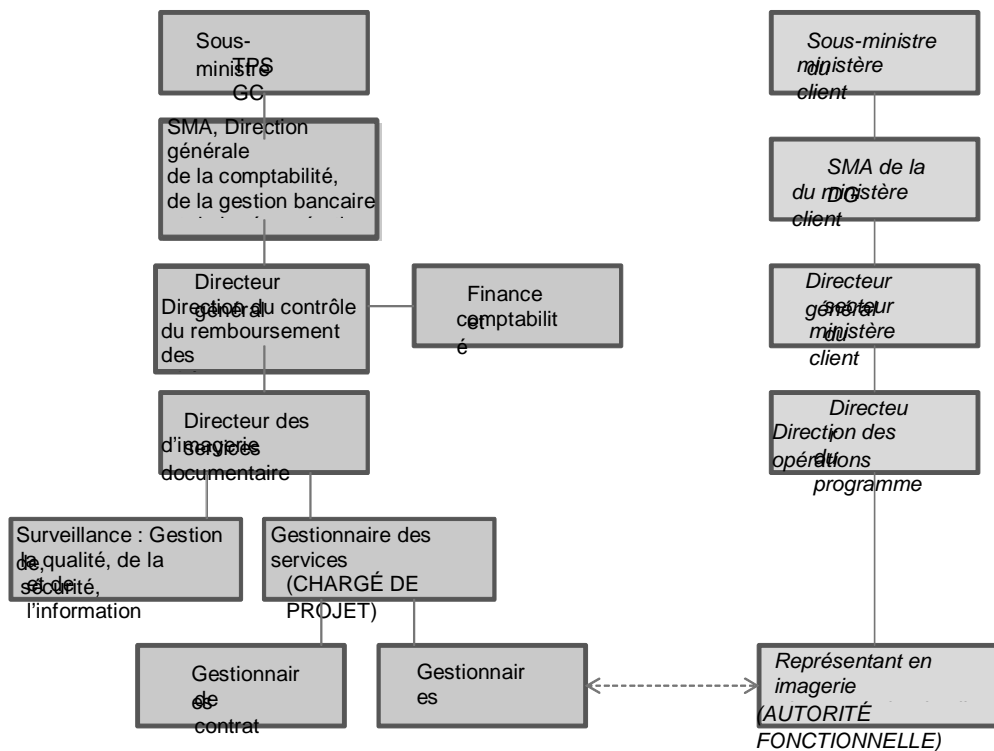 Sous-
ministre
TPS
GC
SMA, Direction
générale
de la comptabilité,
de la gestion bancaire
Directeur
général
Direction du contrôle
du remboursement
des
Finance
et
comptabilit
é
Directeur des
services
d'imagerie
documentaire
Surveillance : Gestion
de,
la qualité, de la
sécurité,
et de
l'information
Gestionnaire des
services
(CHARGÉ DE
PROJET)
Gestionnair
es
de
contrat
Gestionnair
es
Sous-ministre
du
ministère
client
SMA de la
DG
du ministère
client
Directeur
général
secteur
du
ministère
client
Directeu
r
Direction des
opérations
du
programme
Représentant en
imagerie
(AUTORITÉ
FONCTIONNELLE)